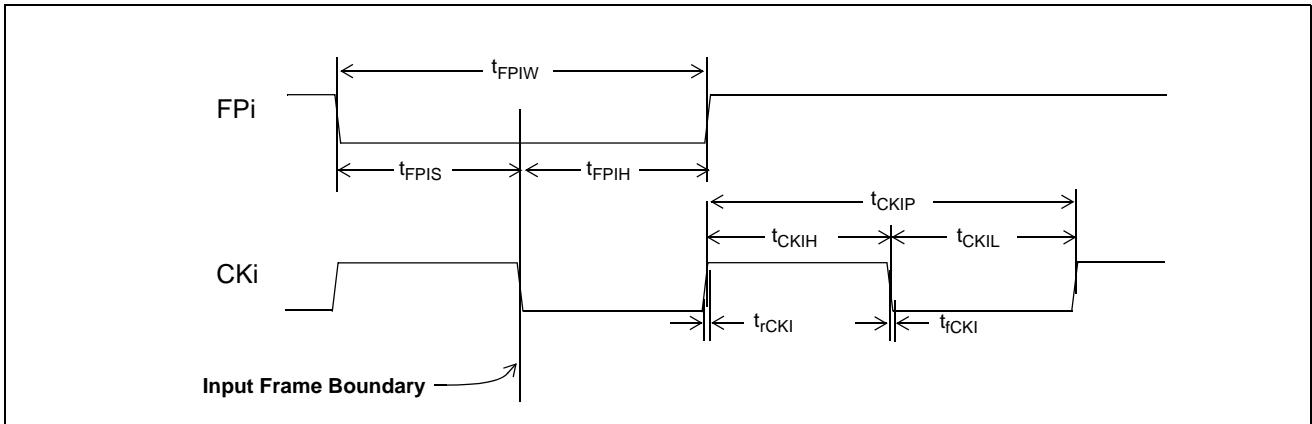 tFPIW
FPi
tFPIS
tFPIH
tCKIP
tCKIH
tCKIL
CKi
trCKI
tfCKI
Input Frame Boundary